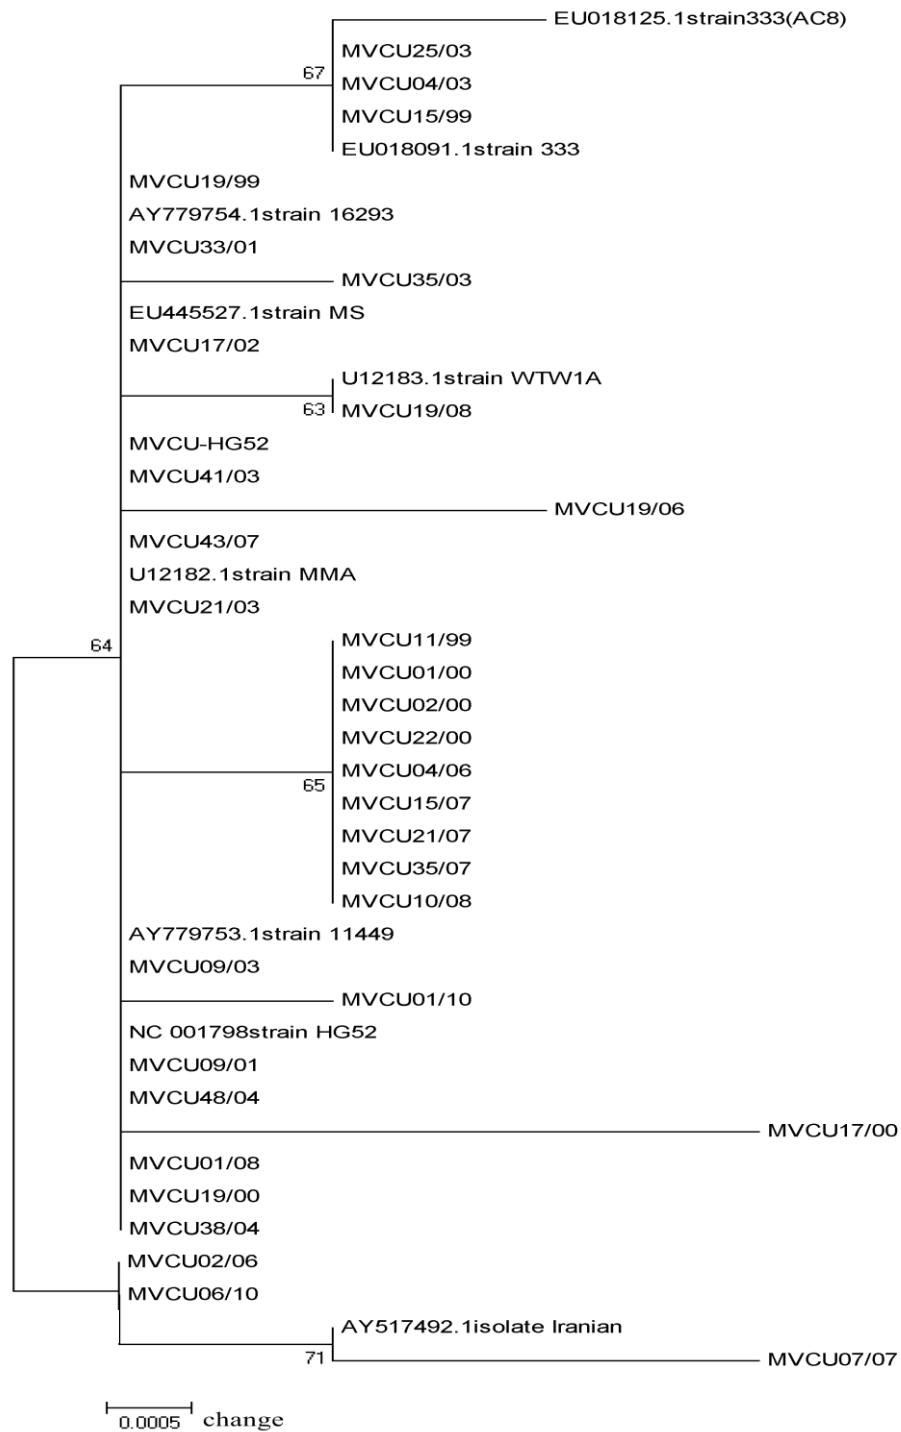 EU018125.1strain333(AC8)
MVCU25/03
67
MVCU04/03
MVCU15/99
EU018091.1strain 333
MVCU19/99
AY779754.1strain 16293
MVCU33/01
MVCU35/03
EU445527.1strain MS
MVCU17/02
U12183.1strain WTW1A
63
MVCU19/08
MVCU-HG52
MVCU41/03
MVCU19/06
MVCU43/07
U12182.1strain MMA
MVCU21/03
64
MVCU11/99
MVCU01/00
MVCU02/00
MVCU22/00
MVCU04/06
65
MVCU15/07
MVCU21/07
MVCU35/07
MVCU10/08
AY779753.1strain 11449
MVCU09/03
MVCU01/10
NC 001798strain HG52
MVCU09/01
MVCU48/04
MVCU17/00
MVCU01/08
MVCU19/00
MVCU38/04
MVCU02/06
MVCU06/10
AY517492.1isolate Iranian
71
MVCU07/07
0.0005 change